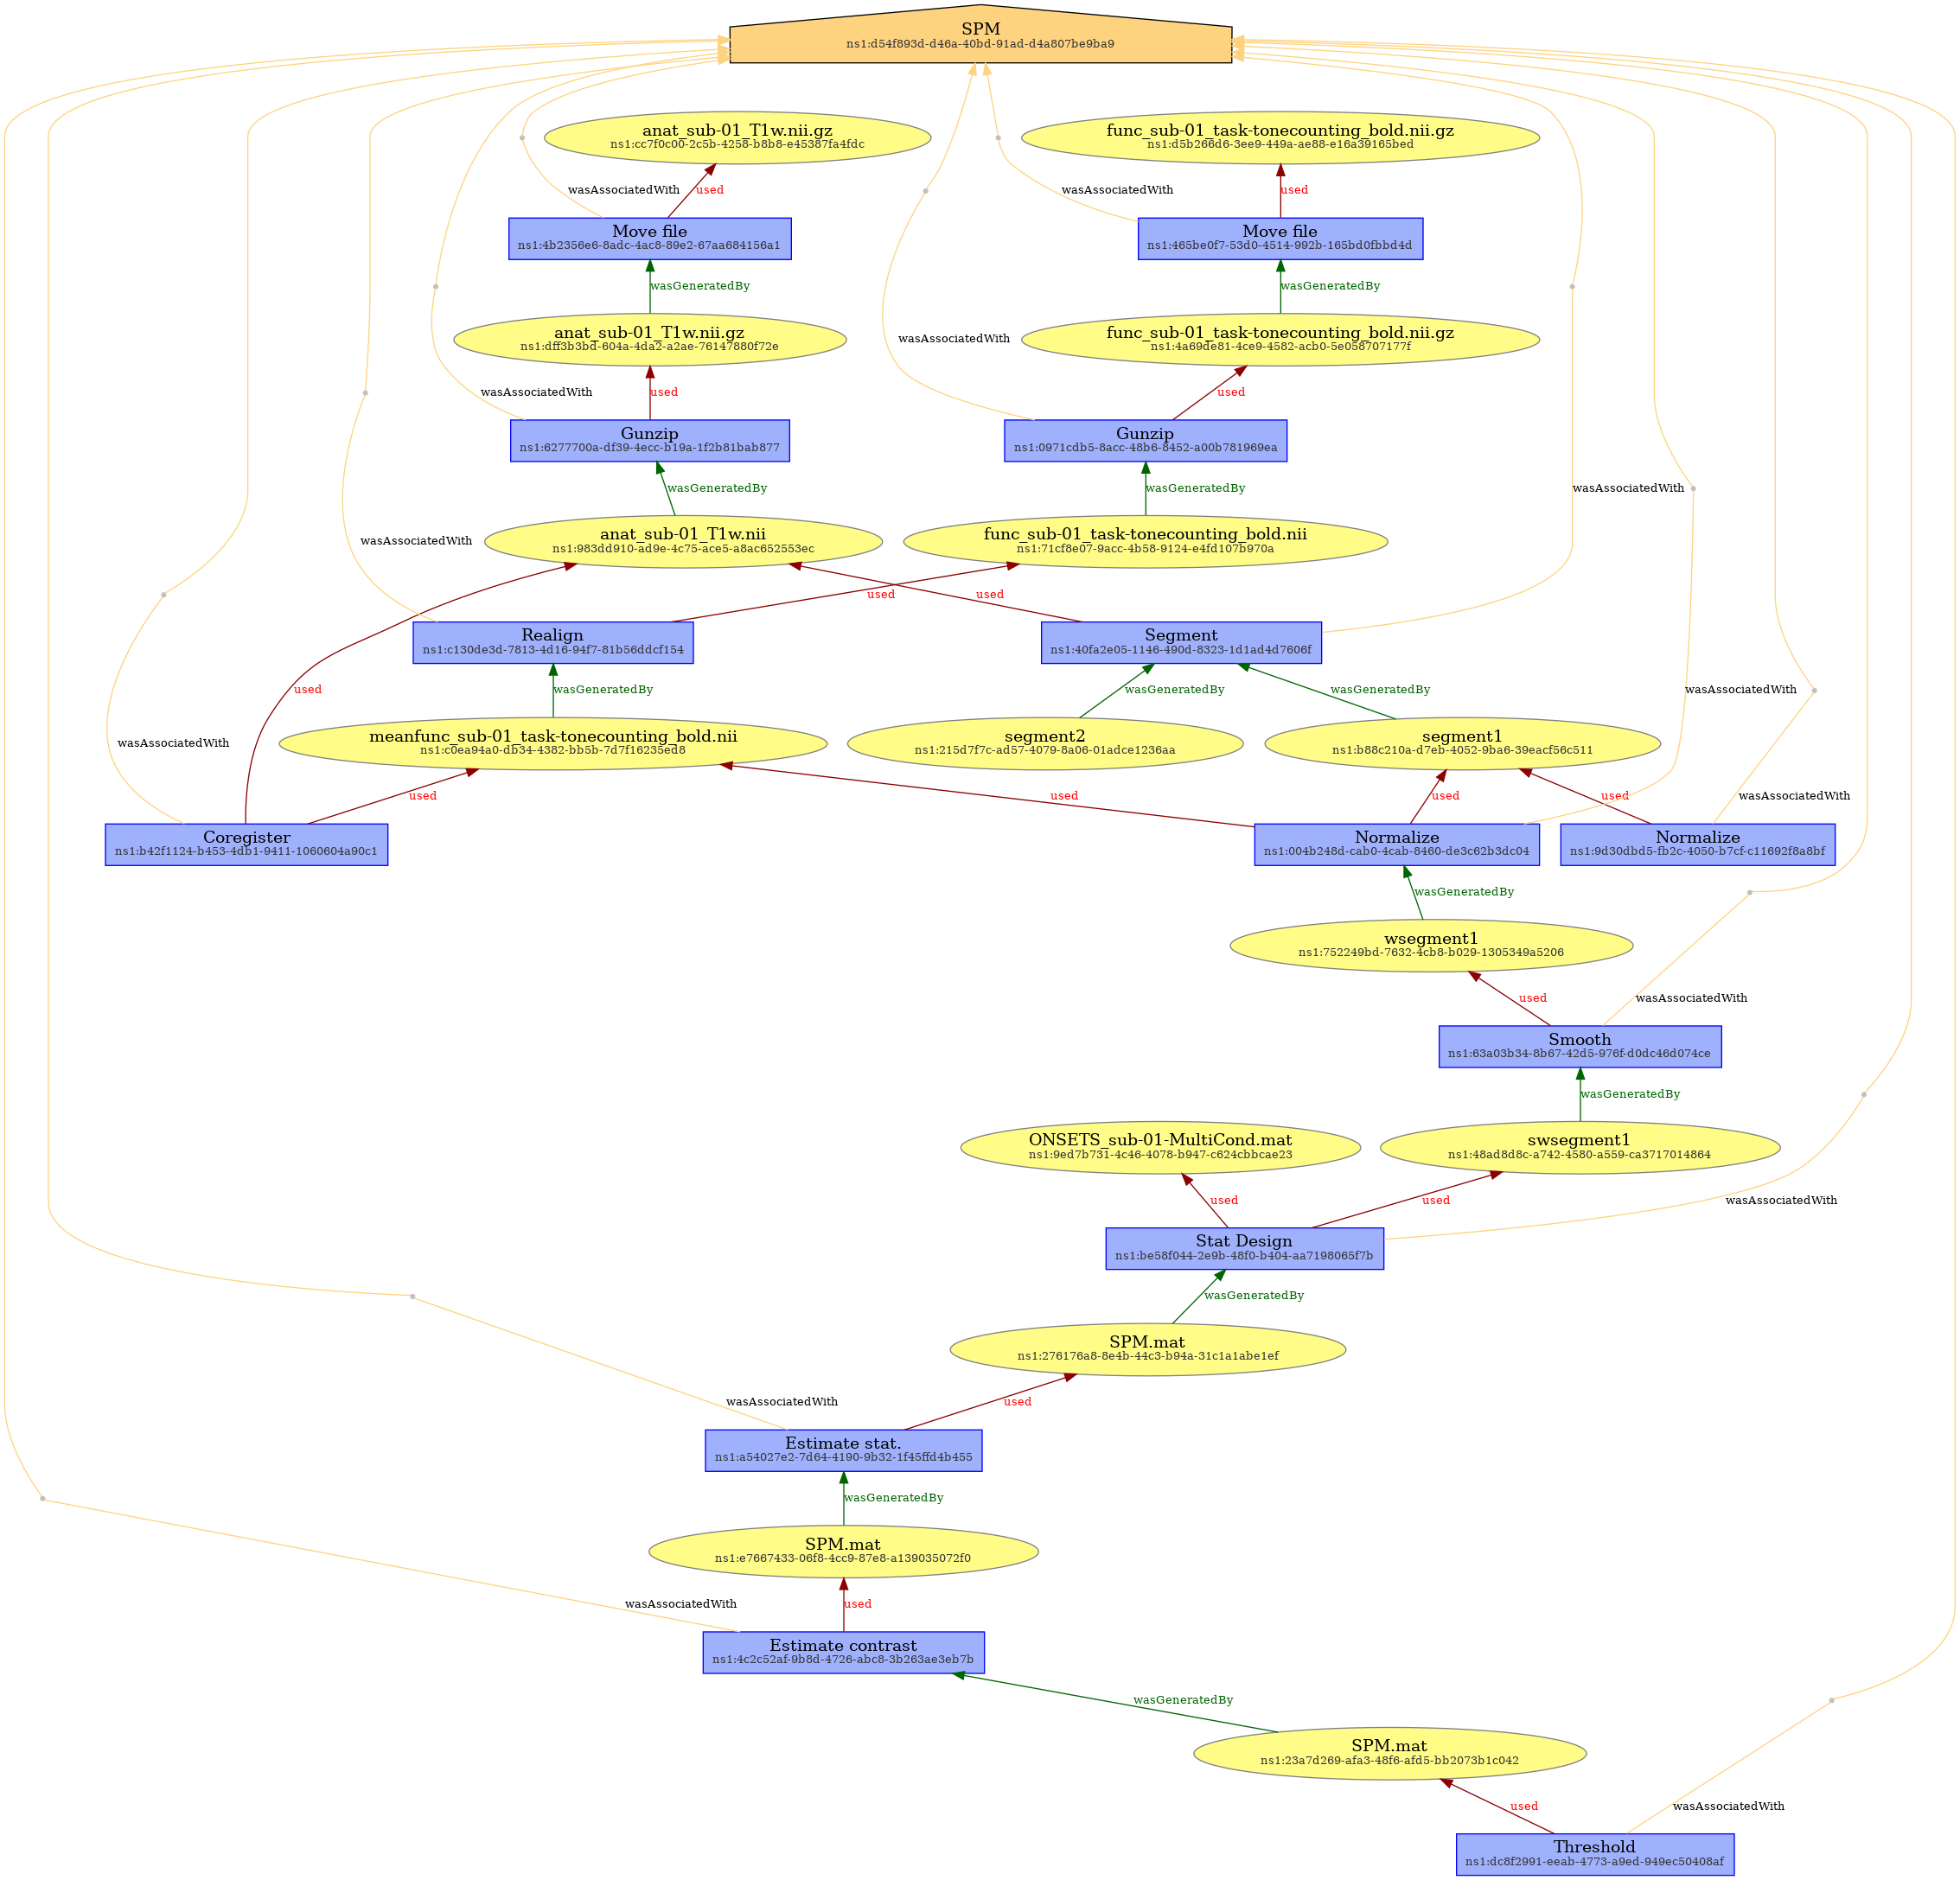 SPM
ns1:d54f893d-d46a-40bd-91ad-d4a807be9ba9
anat_sub-01_T1w.nii.gz
ns1:cc7f0c00-2c5b-4258-b8b8-e45387fa4fdc
func_sub-01_task-tonecounting_bold.nii.gz
ns1:d5b266d6-3ee9-449a-ae88-e16a39165bed
wasAssociatedWith
used
wasAssociatedWith
used
Move file
ns1:4b2356e6-8adc-4ac8-89e2-67aa684156a1
Move file
ns1:465be0f7-53d0-4514-992b-165bd0fbbd4d
wasGeneratedBy
wasGeneratedBy
anat_sub-01_T1w.nii.gz
ns1:dff3b3bd-604a-4da2-a2ae-76147880f72e
wasAssociatedWith
func_sub-01_task-tonecounting_bold.nii.gz
ns1:4a69de81-4ce9-4582-acb0-5e058707177f
wasAssociatedWith
used
used
Gunzip
ns1:6277700a-df39-4ecc-b19a-1f2b81bab877
Gunzip
ns1:0971cdb5-8acc-48b6-8452-a00b781969ea
wasGeneratedBy
wasGeneratedBy
wasAssociatedWith
wasAssociatedWith
anat_sub-01_T1w.nii
ns1:983dd910-ad9e-4c75-ace5-a8ac652553ec
func_sub-01_task-tonecounting_bold.nii
ns1:71cf8e07-9acc-4b58-9124-e4fd107b970a
used
used
Realign
ns1:c130de3d-7813-4d16-94f7-81b56ddcf154
Segment
ns1:40fa2e05-1146-490d-8323-1d1ad4d7606f
used
wasGeneratedBy
wasGeneratedBy
wasGeneratedBy
wasAssociatedWith
wasAssociatedWith
meanfunc_sub-01_task-tonecounting_bold.nii
ns1:c0ea94a0-db34-4382-bb5b-7d7f16235ed8
segment2
ns1:215d7f7c-ad57-4079-8a06-01adce1236aa
segment1
ns1:b88c210a-d7eb-4052-9ba6-39eacf56c511
used
used
used
used
wasAssociatedWith
Coregister
ns1:b42f1124-b453-4db1-9411-1060604a90c1
Normalize
ns1:004b248d-cab0-4cab-8460-de3c62b3dc04
Normalize
ns1:9d30dbd5-fb2c-4050-b7cf-c11692f8a8bf
wasGeneratedBy
wsegment1
ns1:752249bd-7632-4cb8-b029-1305349a5206
used
wasAssociatedWith
Smooth
ns1:63a03b34-8b67-42d5-976f-d0dc46d074ce
wasGeneratedBy
ONSETS_sub-01-MultiCond.mat
ns1:9ed7b731-4c46-4078-b947-c624cbbcae23
swsegment1
ns1:48ad8d8c-a742-4580-a559-ca3717014864
used
used
wasAssociatedWith
Stat Design
ns1:be58f044-2e9b-48f0-b404-aa7198065f7b
wasGeneratedBy
SPM.mat
ns1:276176a8-8e4b-44c3-b94a-31c1a1abe1ef
wasAssociatedWith
used
Estimate stat.
ns1:a54027e2-7d64-4190-9b32-1f45ffd4b455
wasGeneratedBy
SPM.mat
ns1:e7667433-06f8-4cc9-87e8-a139035072f0
wasAssociatedWith
used
Estimate contrast
ns1:4c2c52af-9b8d-4726-abc8-3b263ae3eb7b
wasGeneratedBy
SPM.mat
ns1:23a7d269-afa3-48f6-afd5-bb2073b1c042
used
wasAssociatedWith
Threshold
ns1:dc8f2991-eeab-4773-a9ed-949ec50408af